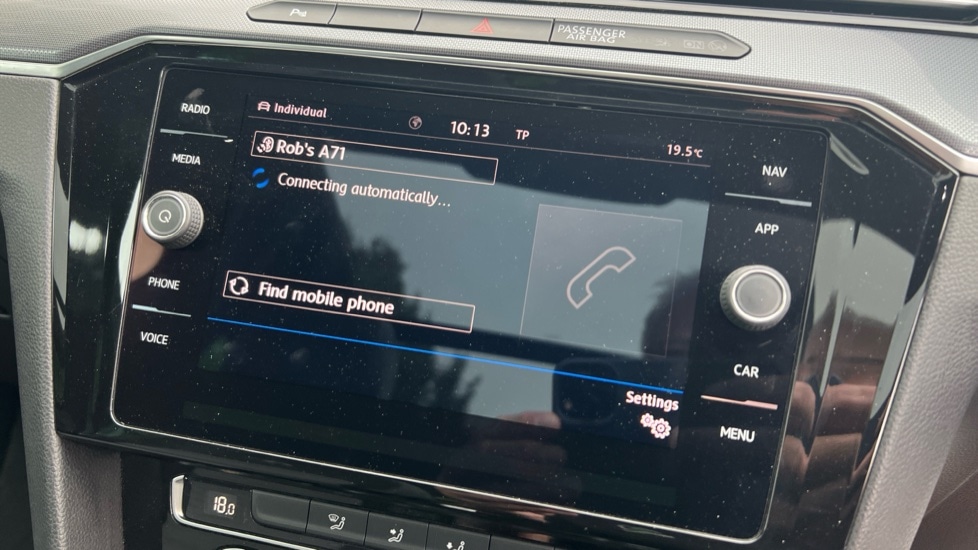 PASSENGER
AIR BAG
RADIO
MEDIA
PHONE
VOICE
Individual
10:13
TP
19.5°C
Rob's A71
Connecting automatically...
Find mobile phone
Settings
NAV
APP
CAR
MENU
18.0